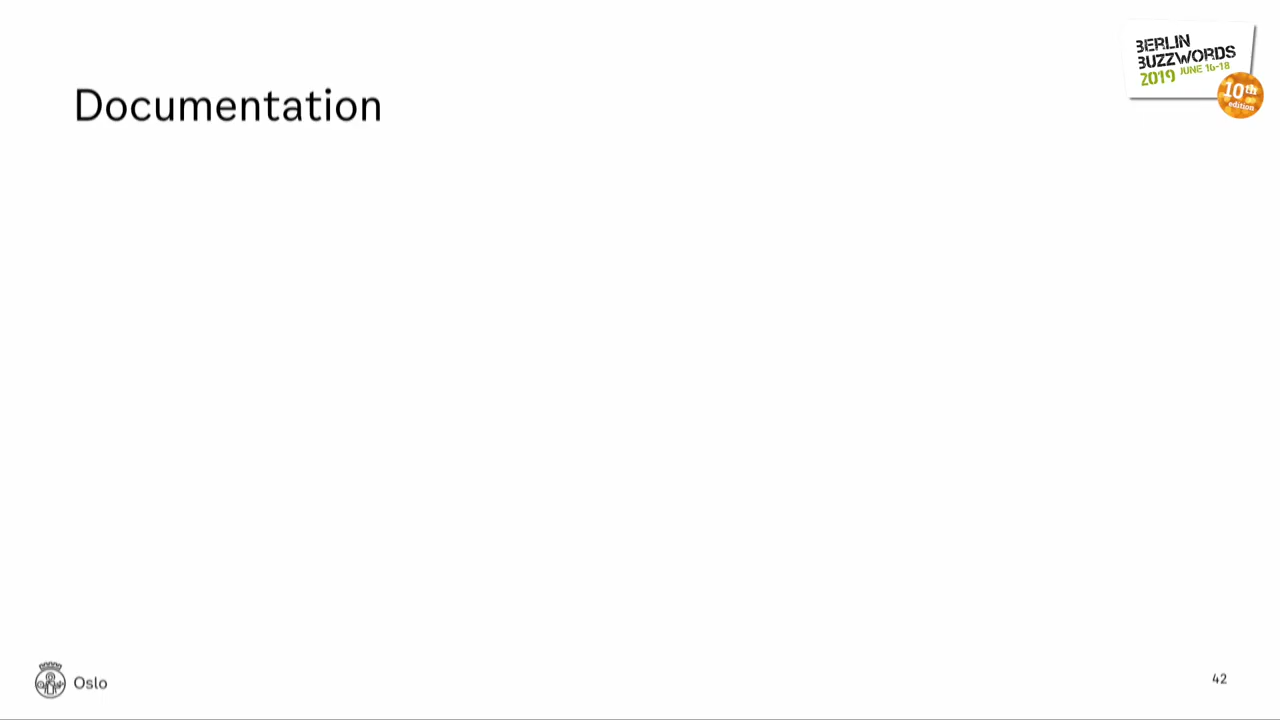 BERLIN
BUZZWORDS
2019 JUNE 16-18
10th
edition
Documentation
Oslo
42